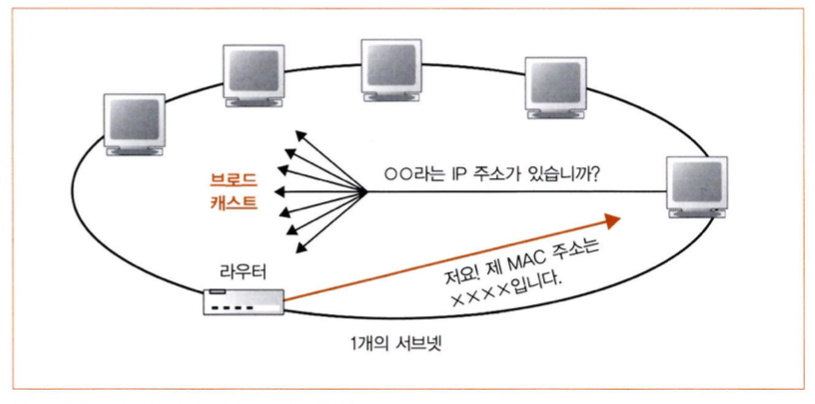 ○○라는 IP 주소가 있습니까?
브로드
캐스트
저요! 제 MAC 주소는
××××입니다.
라우터
1개의 서브넷